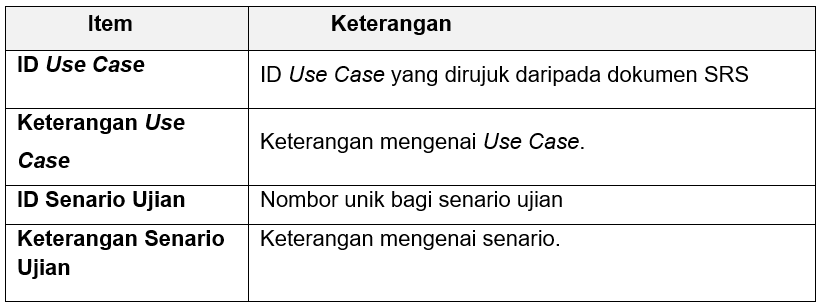 Item Keterangan
ID Use Case
ID Use Case yang dirujuk daripada dokumen SRS
Keterangan Use
Case
Keterangan mengenai Use Case.
ID Senario Ujian
Nombor unik bagi senario ujian
Keterangan Senario
Ujian
Keterangan mengenai senario.